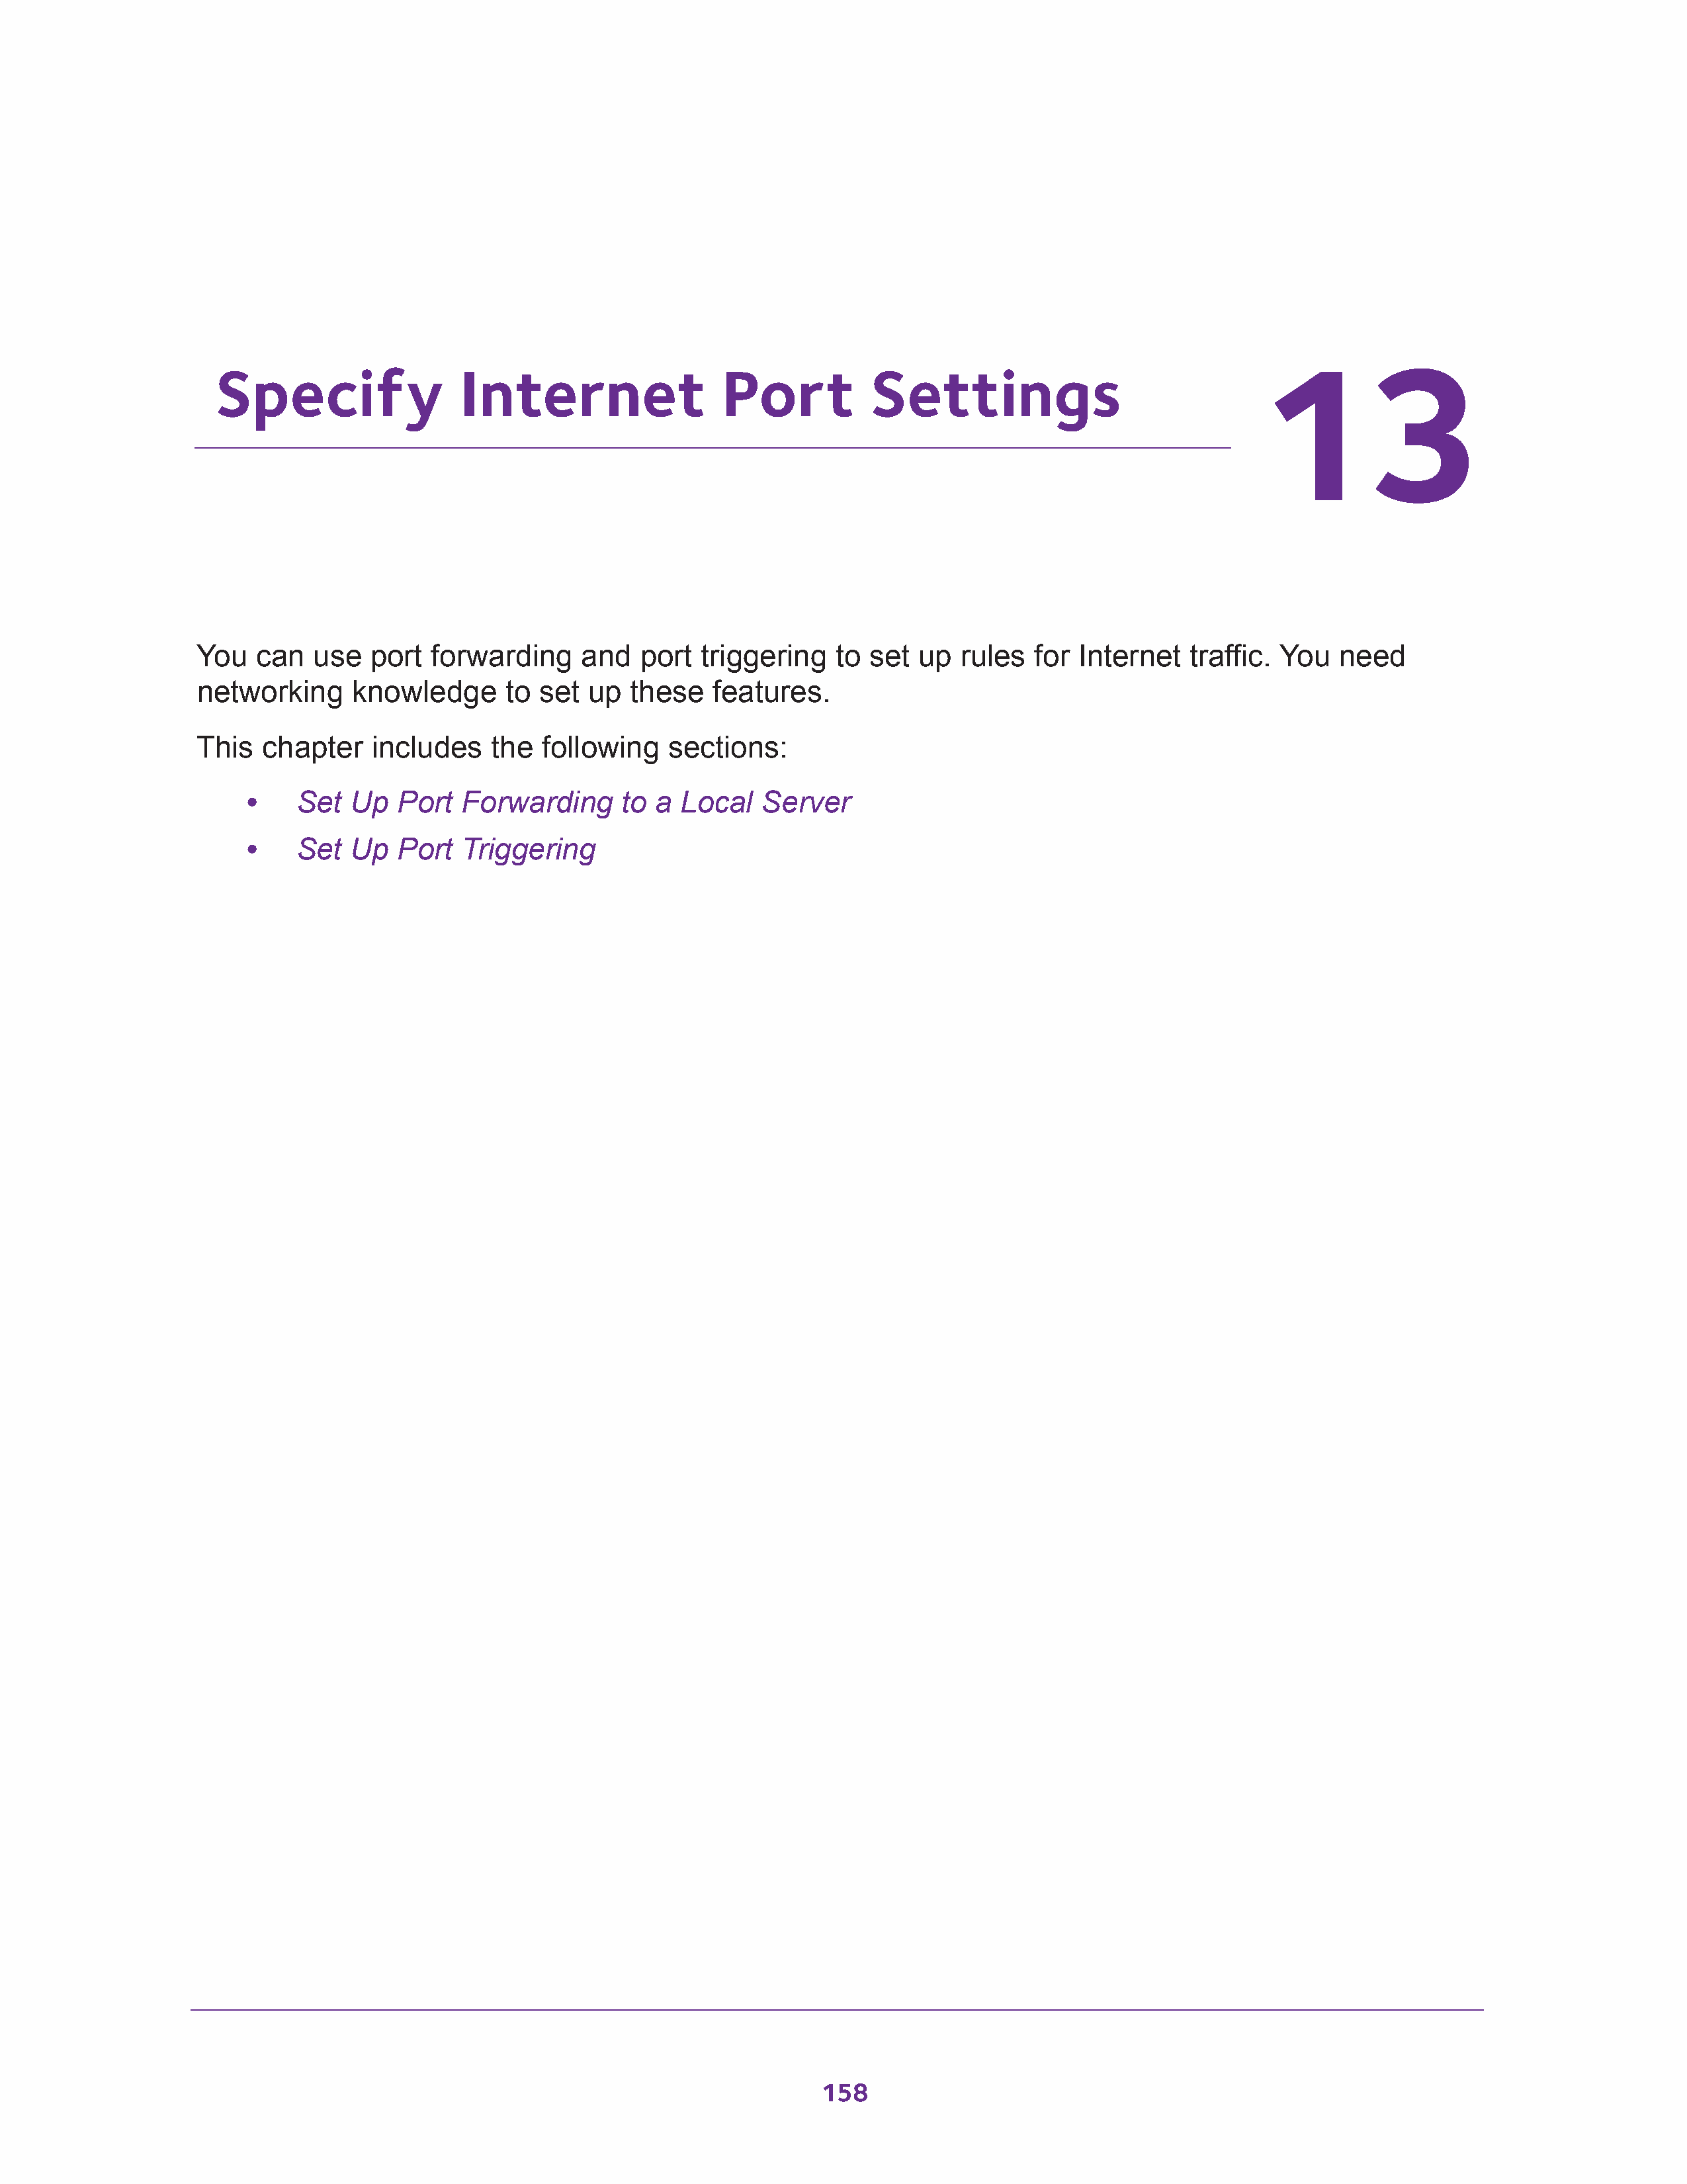 Specify Internet Port Settings
13
You can use port forwarding and port triggering to set up rules for Internet traffic. You need
networking knowledge to set up these features.
This chapter includes the following sections:
• Set Up Port Forwarding to a Local Server
• Set Up Port Triggering
158